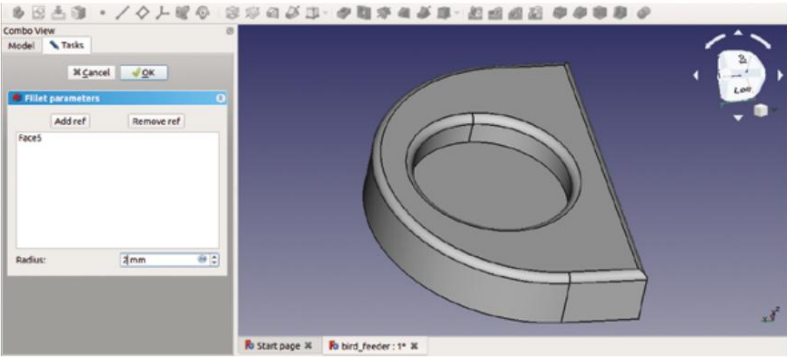 Combo View
Model Tasks
Cancel OK
Fillet parameters
Add ref Remove ref
Face5
Radius: 2 mm
Start page bird_feeder : 1*